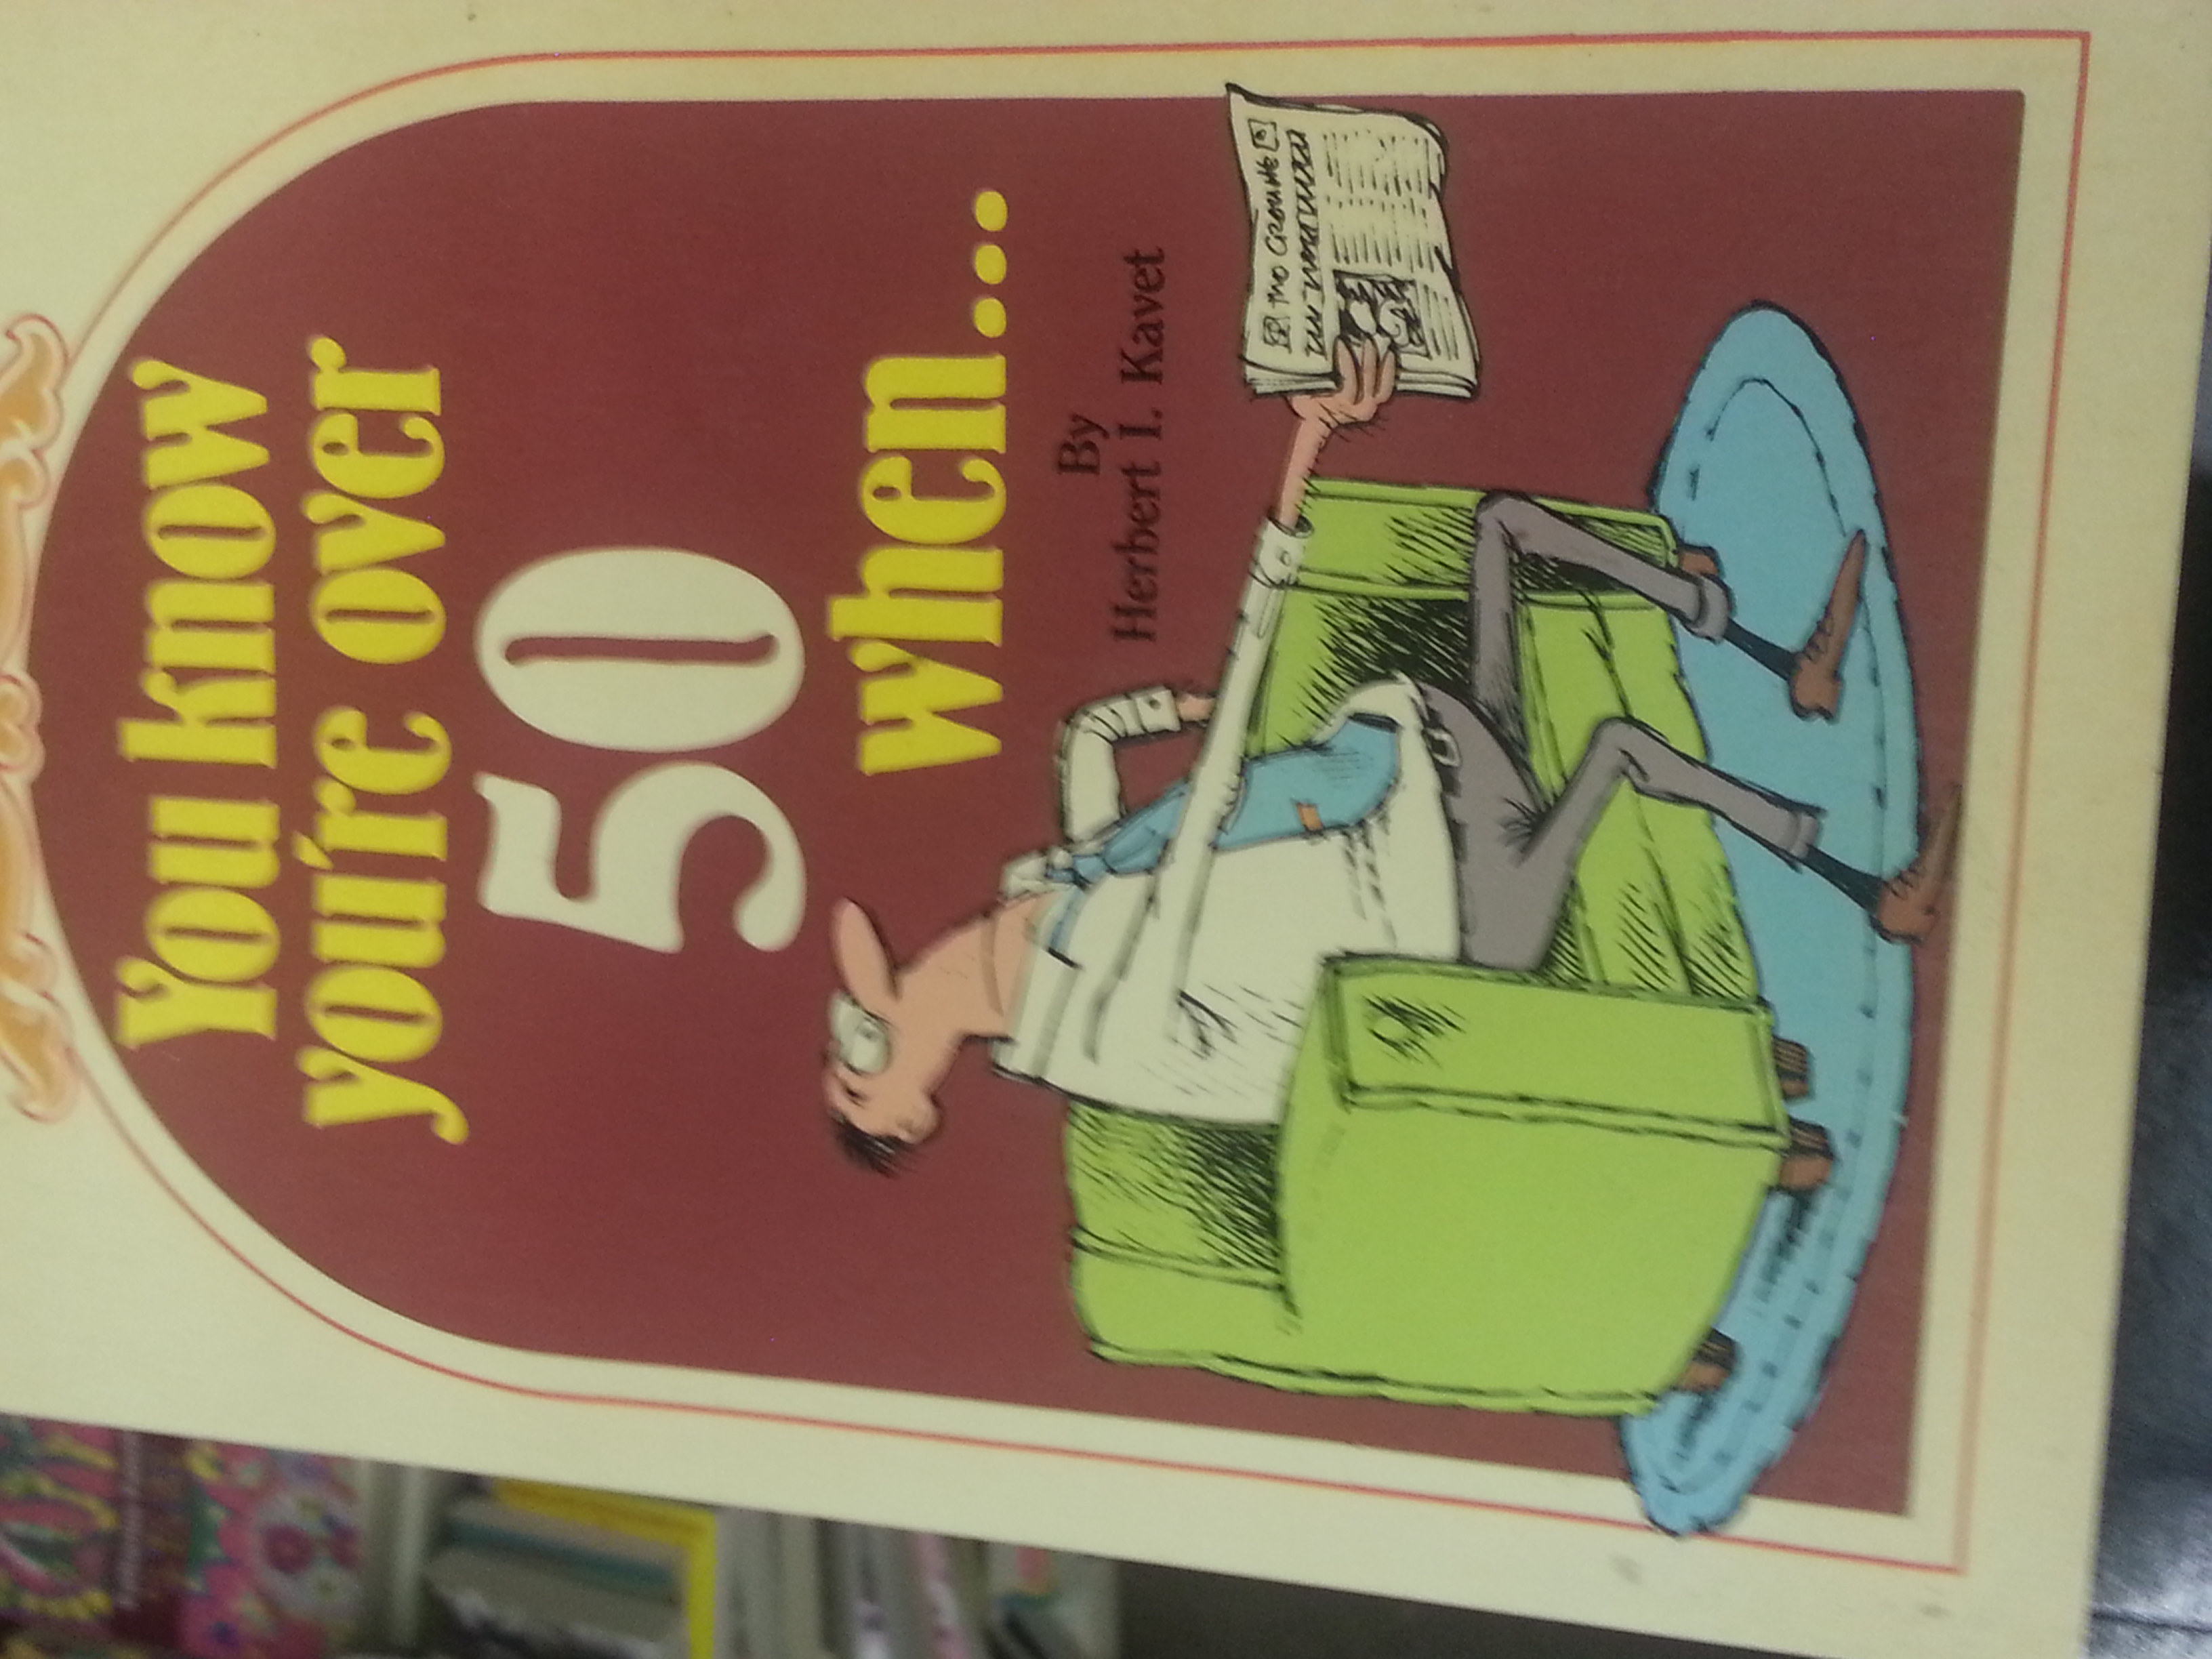 You know
you're over
50
when...
By
Herbert I. Kavet